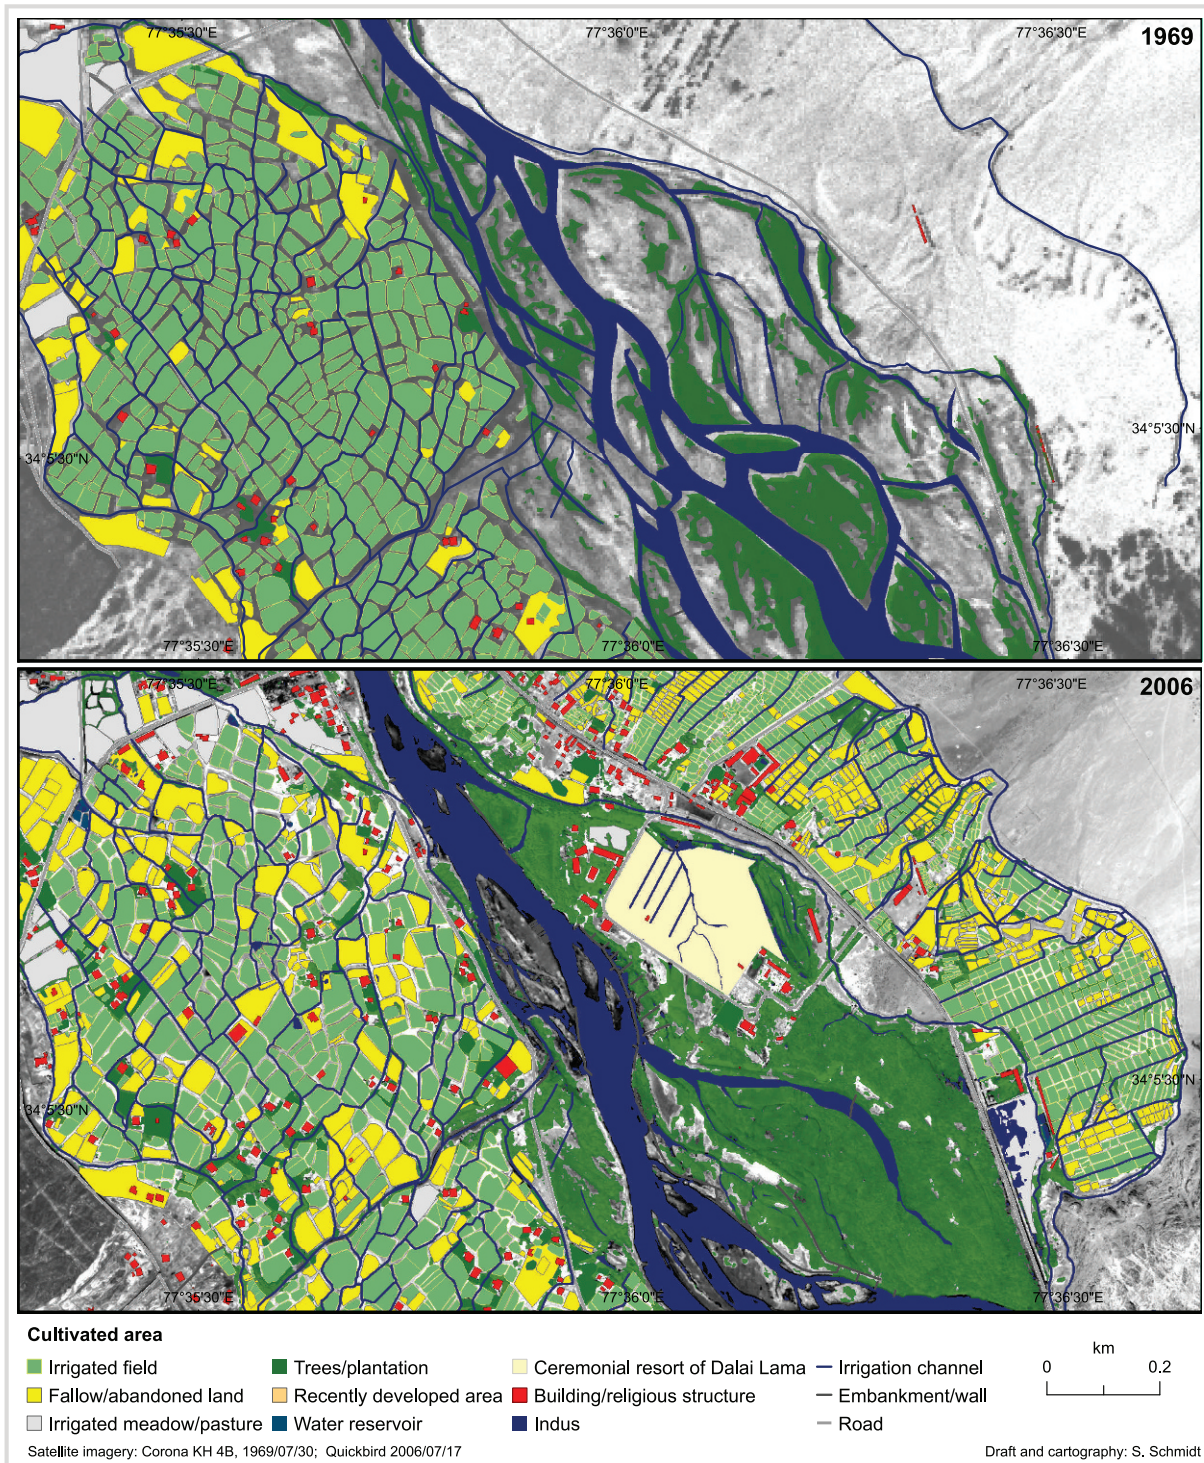 77°35'30"E
77°36'0"E
77°36'30"E
1969
34°5'30"N
34°5'30"N
77°35'30"E
77°36'0"E
77°36'30"E
77°35'30"E
77°36'0"E
77°36'30"E
2006
34°5'30"N
34°5'30"N
77°35'30"E
77°36'0"E
77°36'30"E
Cultivated area
Irrigated field
Fallow/abandoned land
Irrigated meadow/pasture
Trees/plantation
Recently developed area
Water reservoir
Ceremonial resort of Dalai Lama
Building/religious structure
Indus
Irrigation channel
Embankment/wall
Road
km
0 0.2
Satellite imagery: Corona KH 4B, 1969/07/30; Quickbird 2006/07/17
Draft and cartography: S. Schmidt